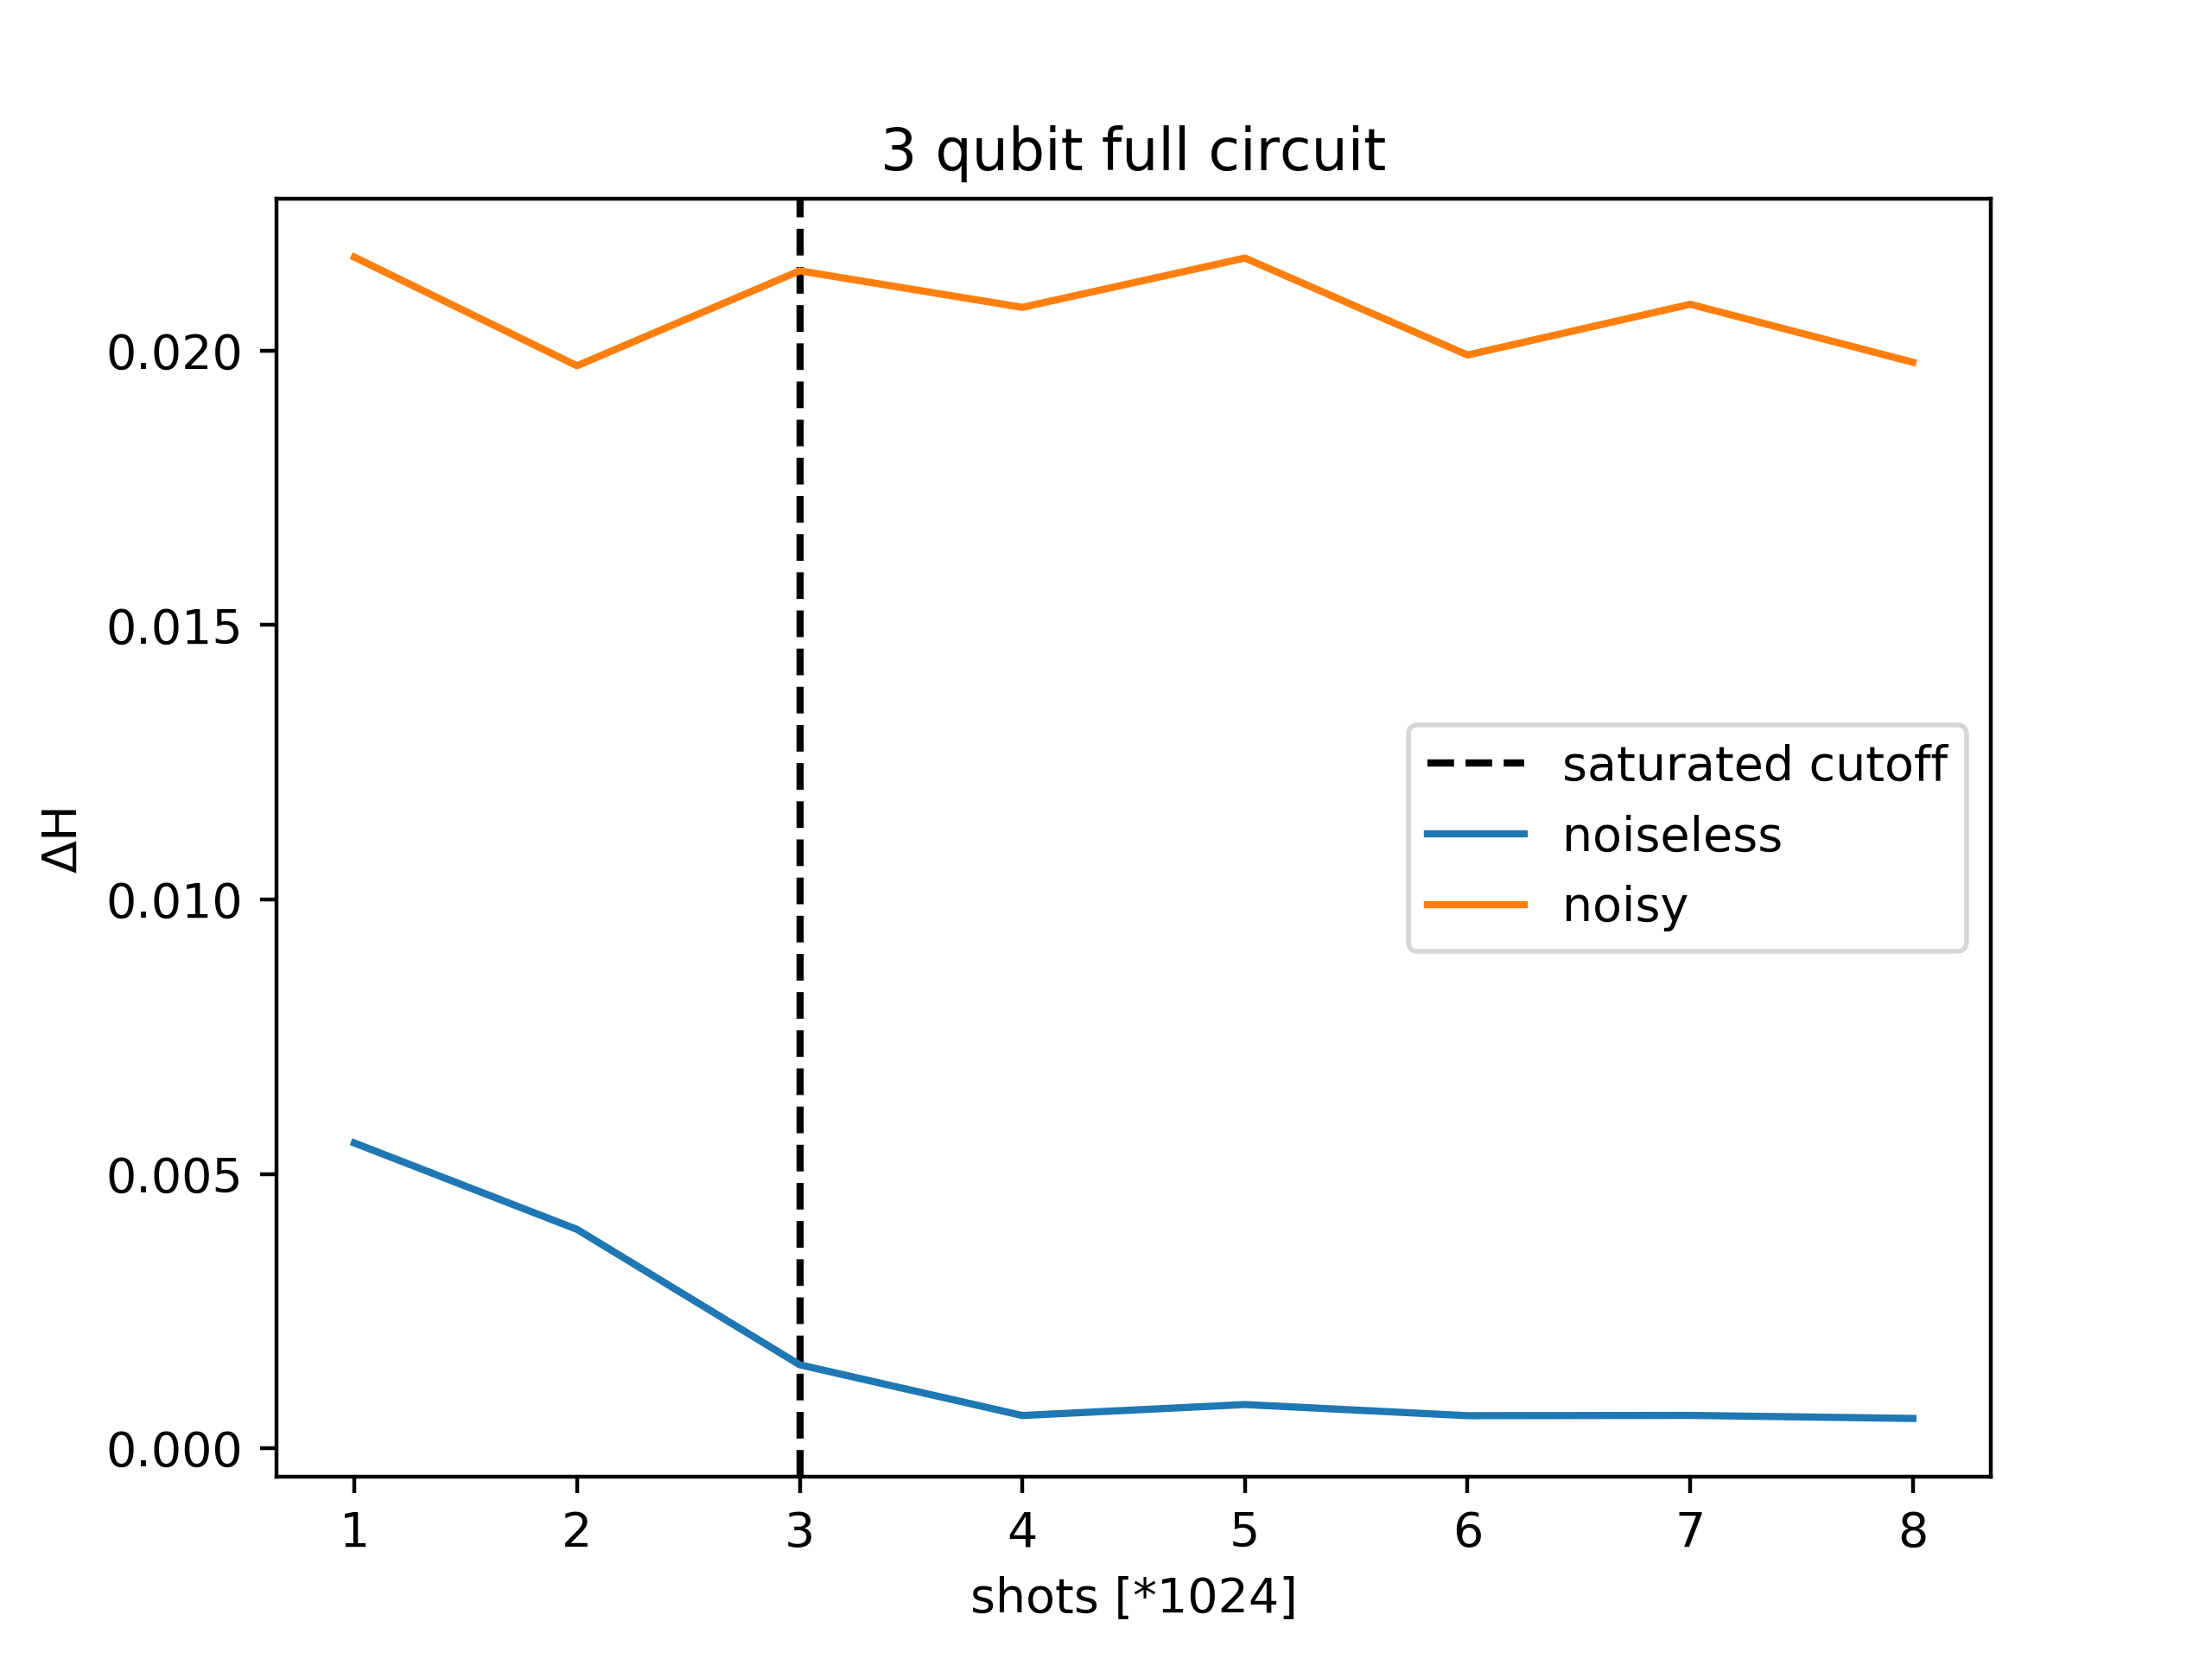 3 qubit full circuit
0.020
0.015
0.010
0.005
0.000
ΔH
saturated cutoff
noiseless
noisy
1 2 3 4 5 6 7 8
shots [*1024]